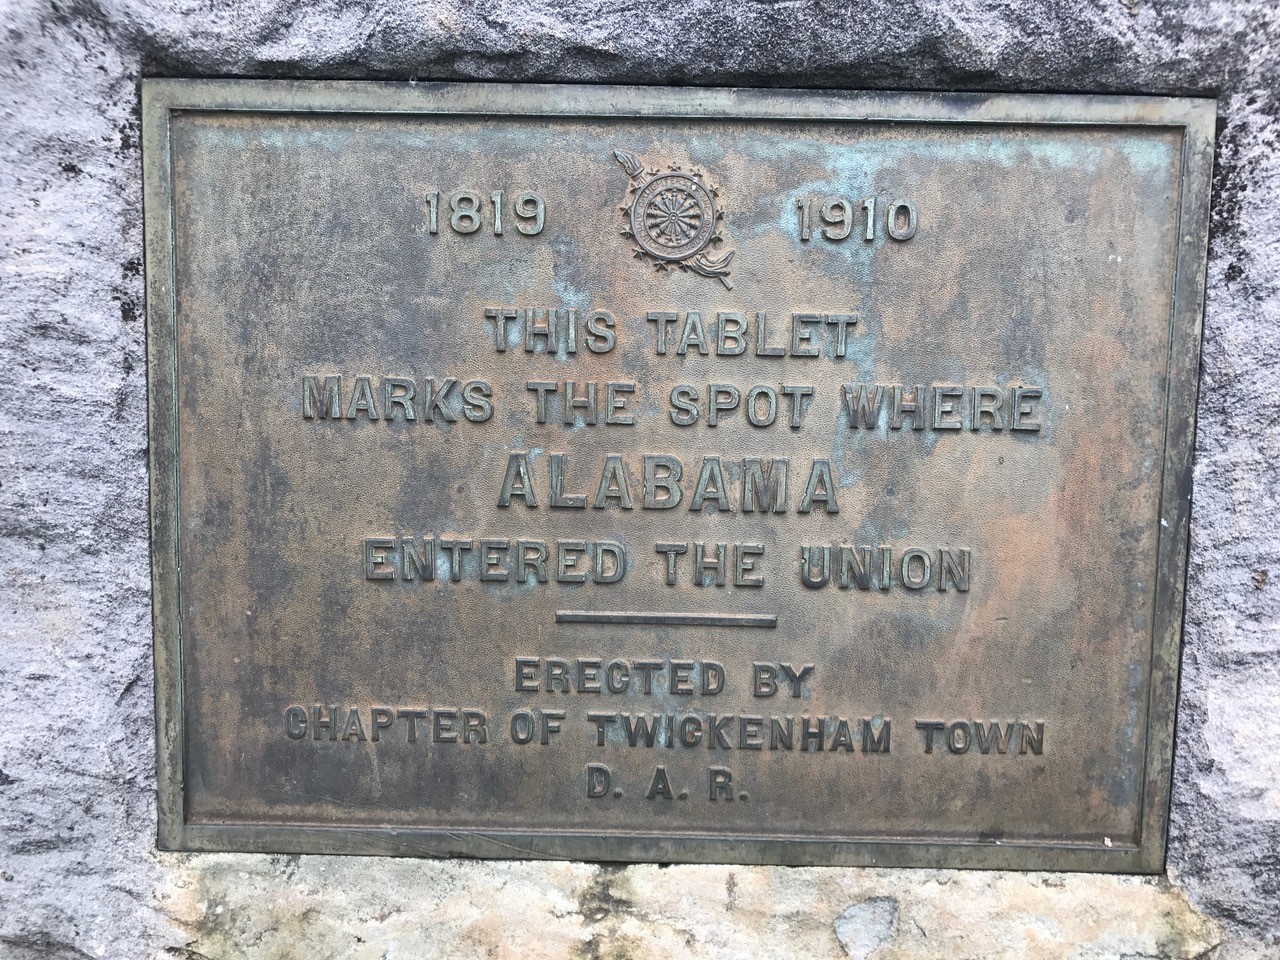 1819 1910
THIS TABLET
MARKS THE SPOT WHERE
ALABAMA
ENTERED THE UNION
ERECTED BY
CHAPTER OF TWICKENHAM TOWN
D. A. R.